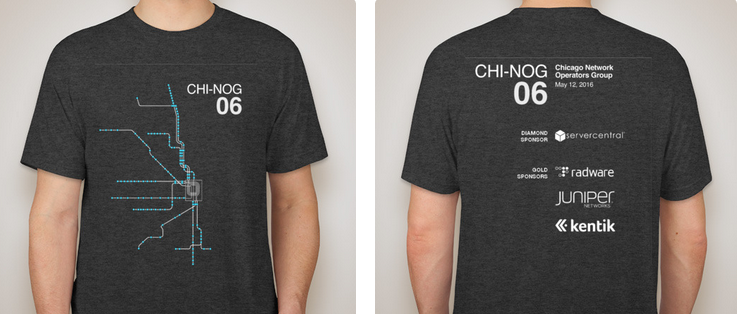 CHI-NOG
06
CHI-NOG
06
Chicago Network
Operators Group
May 12, 2016
DIAMOND
SPONSOR
servercentral
GOLD
SPONSORS
radware
JUNIPER
NETWORKS
kentik